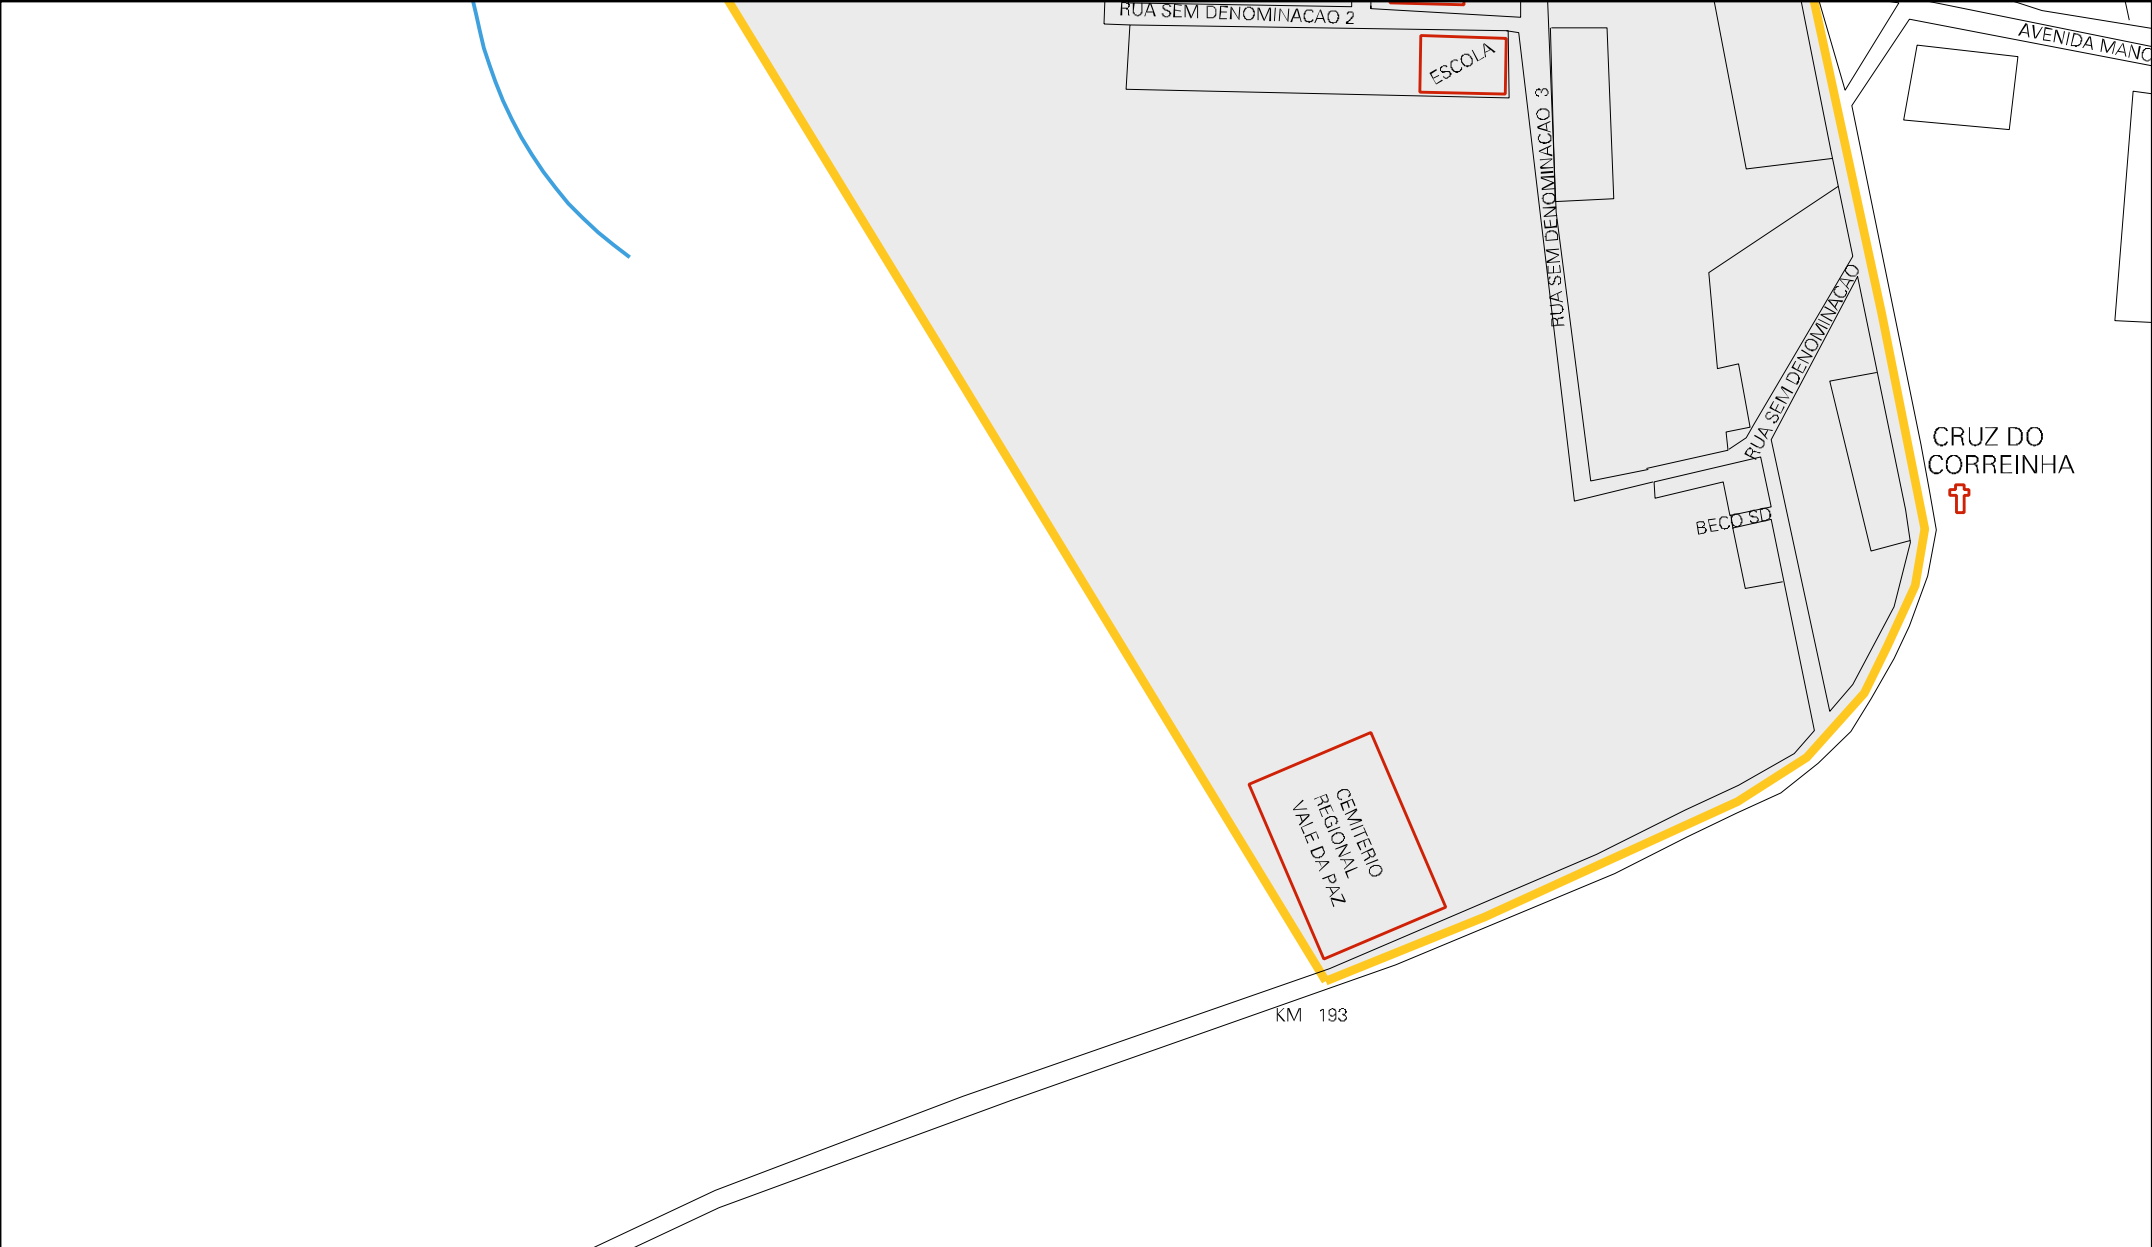 RUA SEM DENOMINACAO 2
AVENIDA MANO
ESCOLA
RUA SEM DENOMINACAO 3
RUA SEM DENOMINACAO
CRUZ DO
CORREINHA
BECO SD
CEMITERIO
REGIONAL
VALE DA PAZ
KM 193